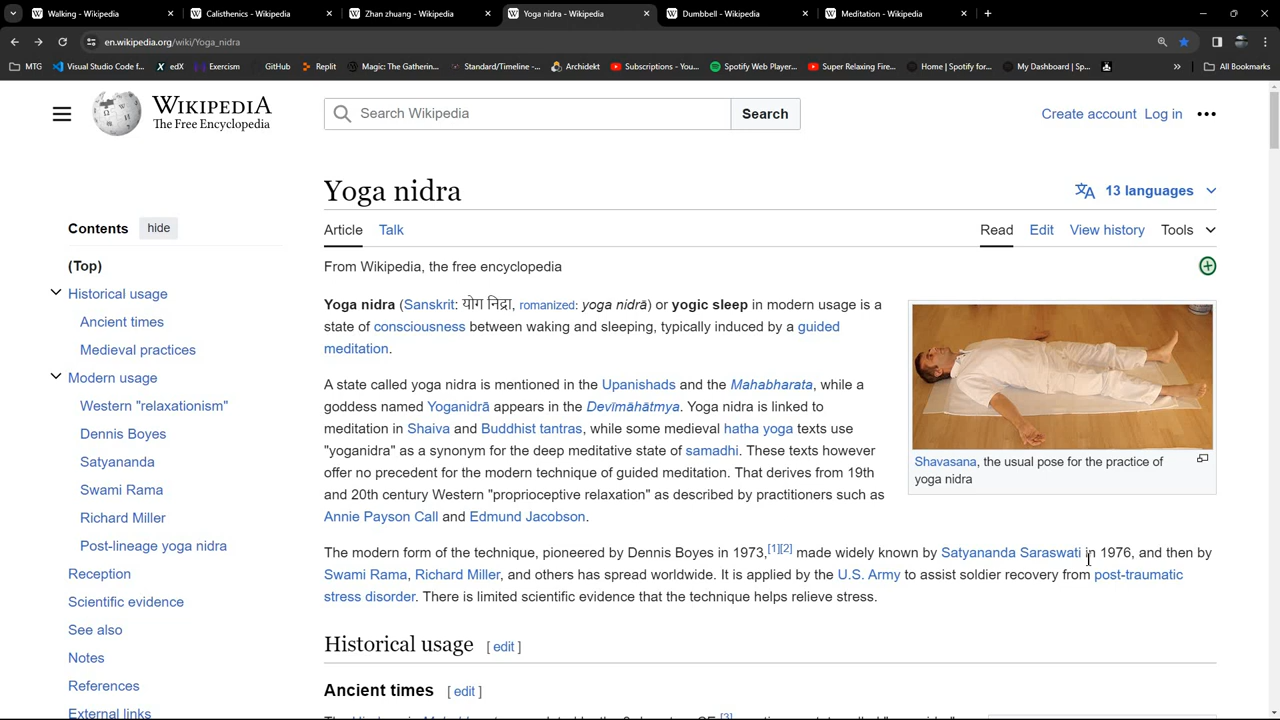 Walking - Wikipedia
Calisthenics - Wikipedia
Zhan zhuang - Wikipedia
Yoga nidra - Wikipedia
Dumbbell - Wikipedia
Meditation - Wikipedia
en.wikipedia.org/wiki/Yoga_nidra
MTG
Visual Studio Code f...
edX
Exercism
GitHub
Replit
Magic: The Gatherin...
Standard/Timeline -...
Archidekt
Subscriptions - You...
Spotify Web Player...
Super Relaxing Fire...
Home | Spotify for...
My Dashboard | Sp...
All Bookmarks
WIKIPEDIA
The Free Encyclopedia
Search Wikipedia
Search
Create account Log in
Yoga nidra
13 languages
Contents hide
Article Talk
Read Edit View history Tools
(Top)
Historical usage
Ancient times
Medieval practices
Modern usage
Western "relaxationism"
Dennis Boyes
Satyananda
Swami Rama
Richard Miller
Post-lineage yoga nidra
Reception
Scientific evidence
See also
Notes
References
External links
From Wikipedia, the free encyclopedia
Yoga nidra (Sanskrit: योग निद्रा, romanized: yoga nidrā) or yogic sleep in modern usage is a
state of consciousness between waking and sleeping, typically induced by a guided
meditation.
A state called yoga nidra is mentioned in the Upanishads and the Mahabharata, while a
goddess named Yoganidrā appears in the Devīmāhātmya. Yoga nidra is linked to
meditation in Shaiva and Buddhist tantras, while some medieval hatha yoga texts use
"yoganidra" as a synonym for the deep meditative state of samadhi. These texts however
offer no precedent for the modern technique of guided meditation. That derives from 19th
and 20th century Western "proprioceptive relaxation" as described by practitioners such as
Annie Payson Call and Edmund Jacobson.
Shavasana, the usual pose for the practice of
yoga nidra
The modern form of the technique, pioneered by Dennis Boyes in 1973,[1][2] made widely known by Satyananda Saraswati in 1976, and then by
Swami Rama, Richard Miller, and others has spread worldwide. It is applied by the U.S. Army to assist soldier recovery from post-traumatic
stress disorder. There is limited scientific evidence that the technique helps relieve stress.
Historical usage [ edit ]
Ancient times [ edit ]